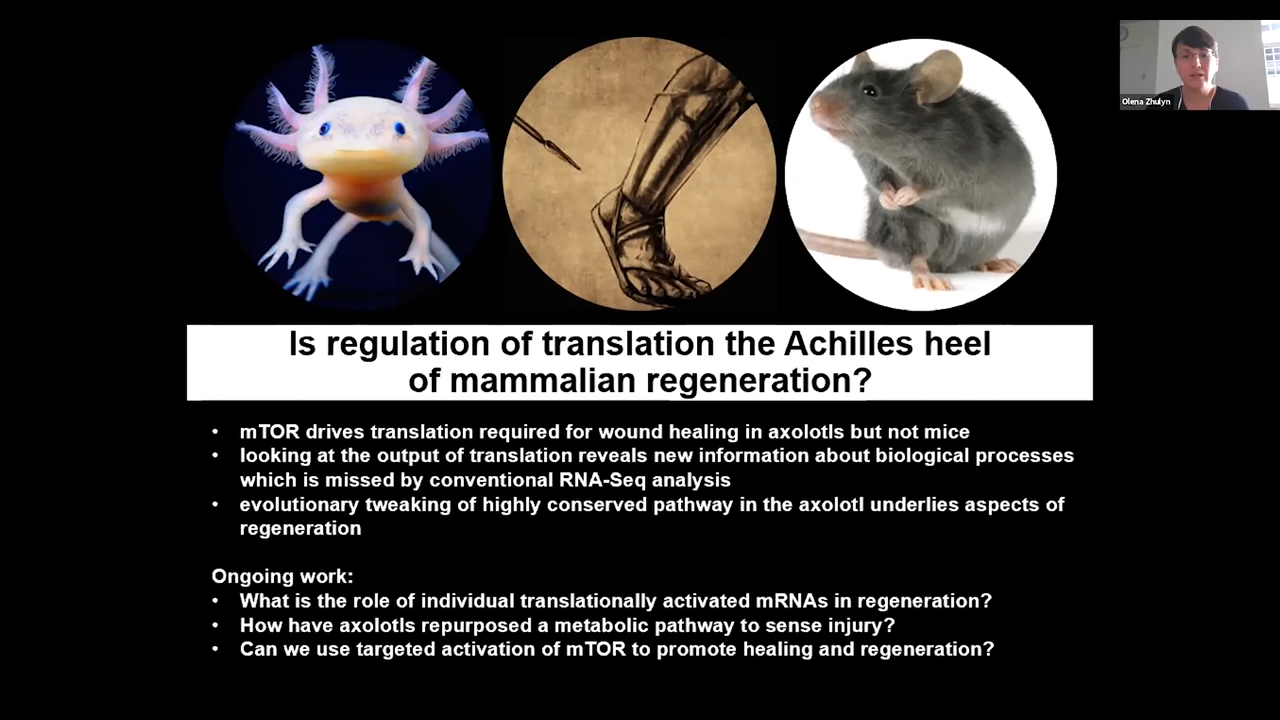 Olena Zhulyn
Is regulation of translation the Achilles heel
of mammalian regeneration?
• mTOR drives translation required for wound healing in axolotls but not mice
• looking at the output of translation reveals new information about biological processes
which is missed by conventional RNA-Seq analysis
• evolutionary tweaking of highly conserved pathway in the axolotl underlies aspects of
regeneration
Ongoing work:
• What is the role of individual translationally activated mRNAs in regeneration?
• How have axolotls repurposed a metabolic pathway to sense injury?
• Can we use targeted activation of mTOR to promote healing and regeneration?